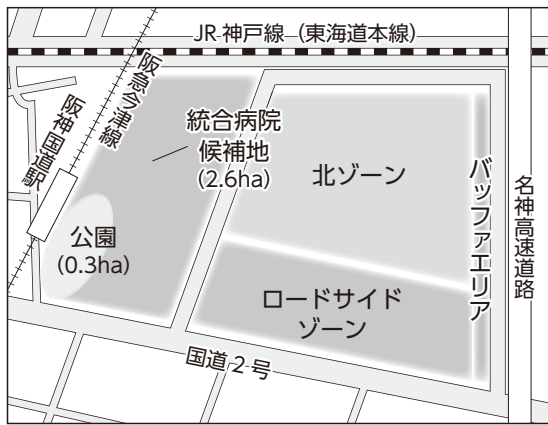 JR神戸線（東海道本線）
阪急今津線
阪神国道駅
統合病院
候補地
(2.6ha)
北ゾーン
バッファエリア
名神高速道路
公園
(0.3ha)
ロードサイド
ゾーン
国道2号